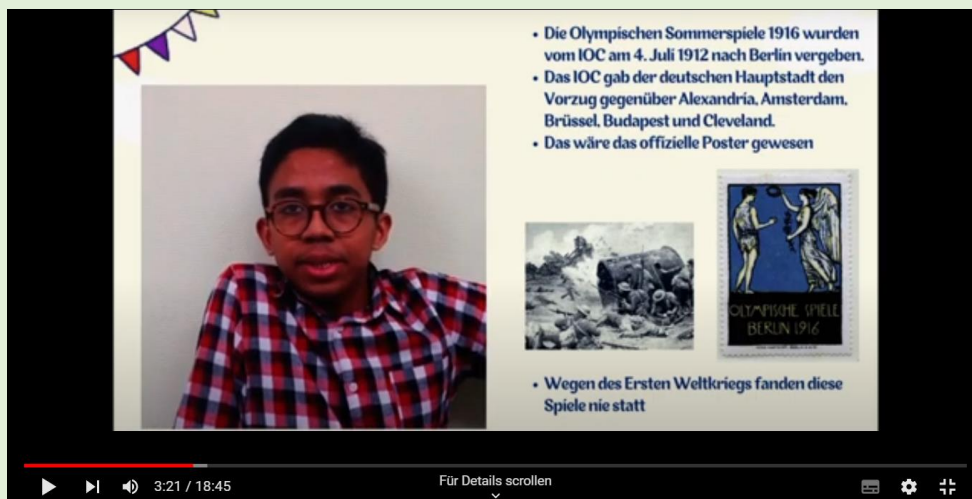 • Die Olympischen Sommerspiele 1916 wurden
vom IOC am 4. Juli 1912 nach Berlin vergeben.
• Das IOC gab der deutschen Hauptstadt den
Vorzug gegenüber Alexandria, Amsterdam,
Brüssel, Budapest und Cleveland.
• Das wäre das offizielle Poster gewesen
OLYMPISCHE SPIELE
BERLIN 1916
• Wegen des Ersten Weltkriegs fanden diese
Spiele nie statt
3:21 / 18:45
Für Details scrollen